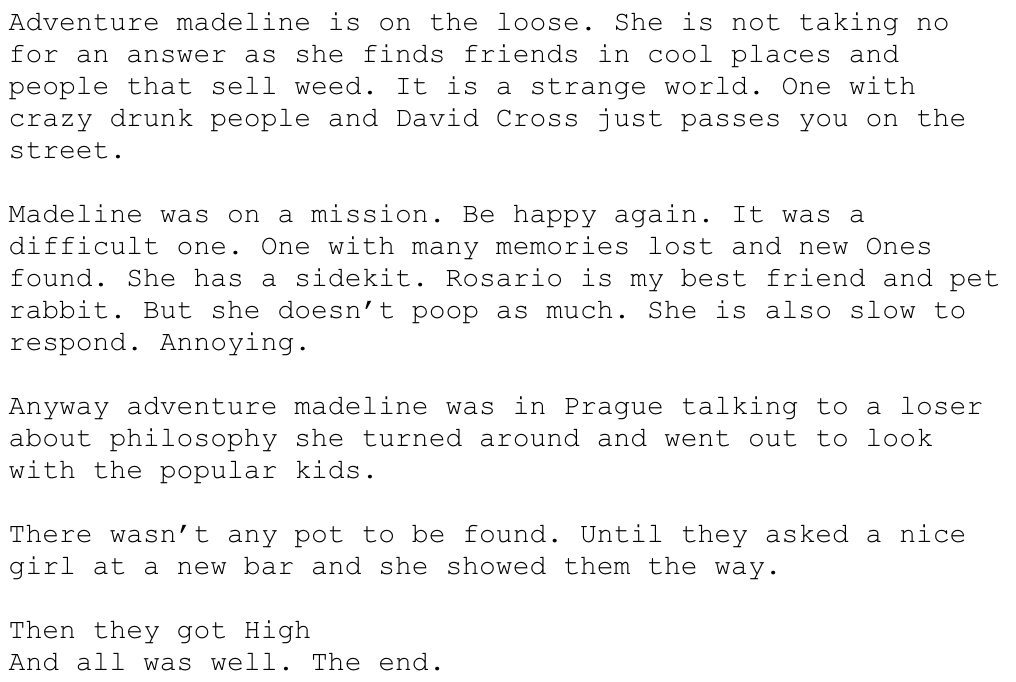 Adventure madeline is on the loose. She is not taking no
for an answer as she finds friends in cool places and
people that sell weed. It is a strange world. One with
crazy drunk people and David Cross just passes you on the
street.

Madeline was on a mission. Be happy again. It was a
difficult one. One with many memories lost and new Ones
found. She has a sidekit. Rosario is my best friend and pet
rabbit. But she doesn’t poop as much. She is also slow to
respond. Annoying.

Anyway adventure madeline was in Prague talking to a loser
about philosophy she turned around and went out to look
with the popular kids.

There wasn’t any pot to be found. Until they asked a nice
girl at a new bar and she showed them the way.

Then they got High
And all was well. The end.